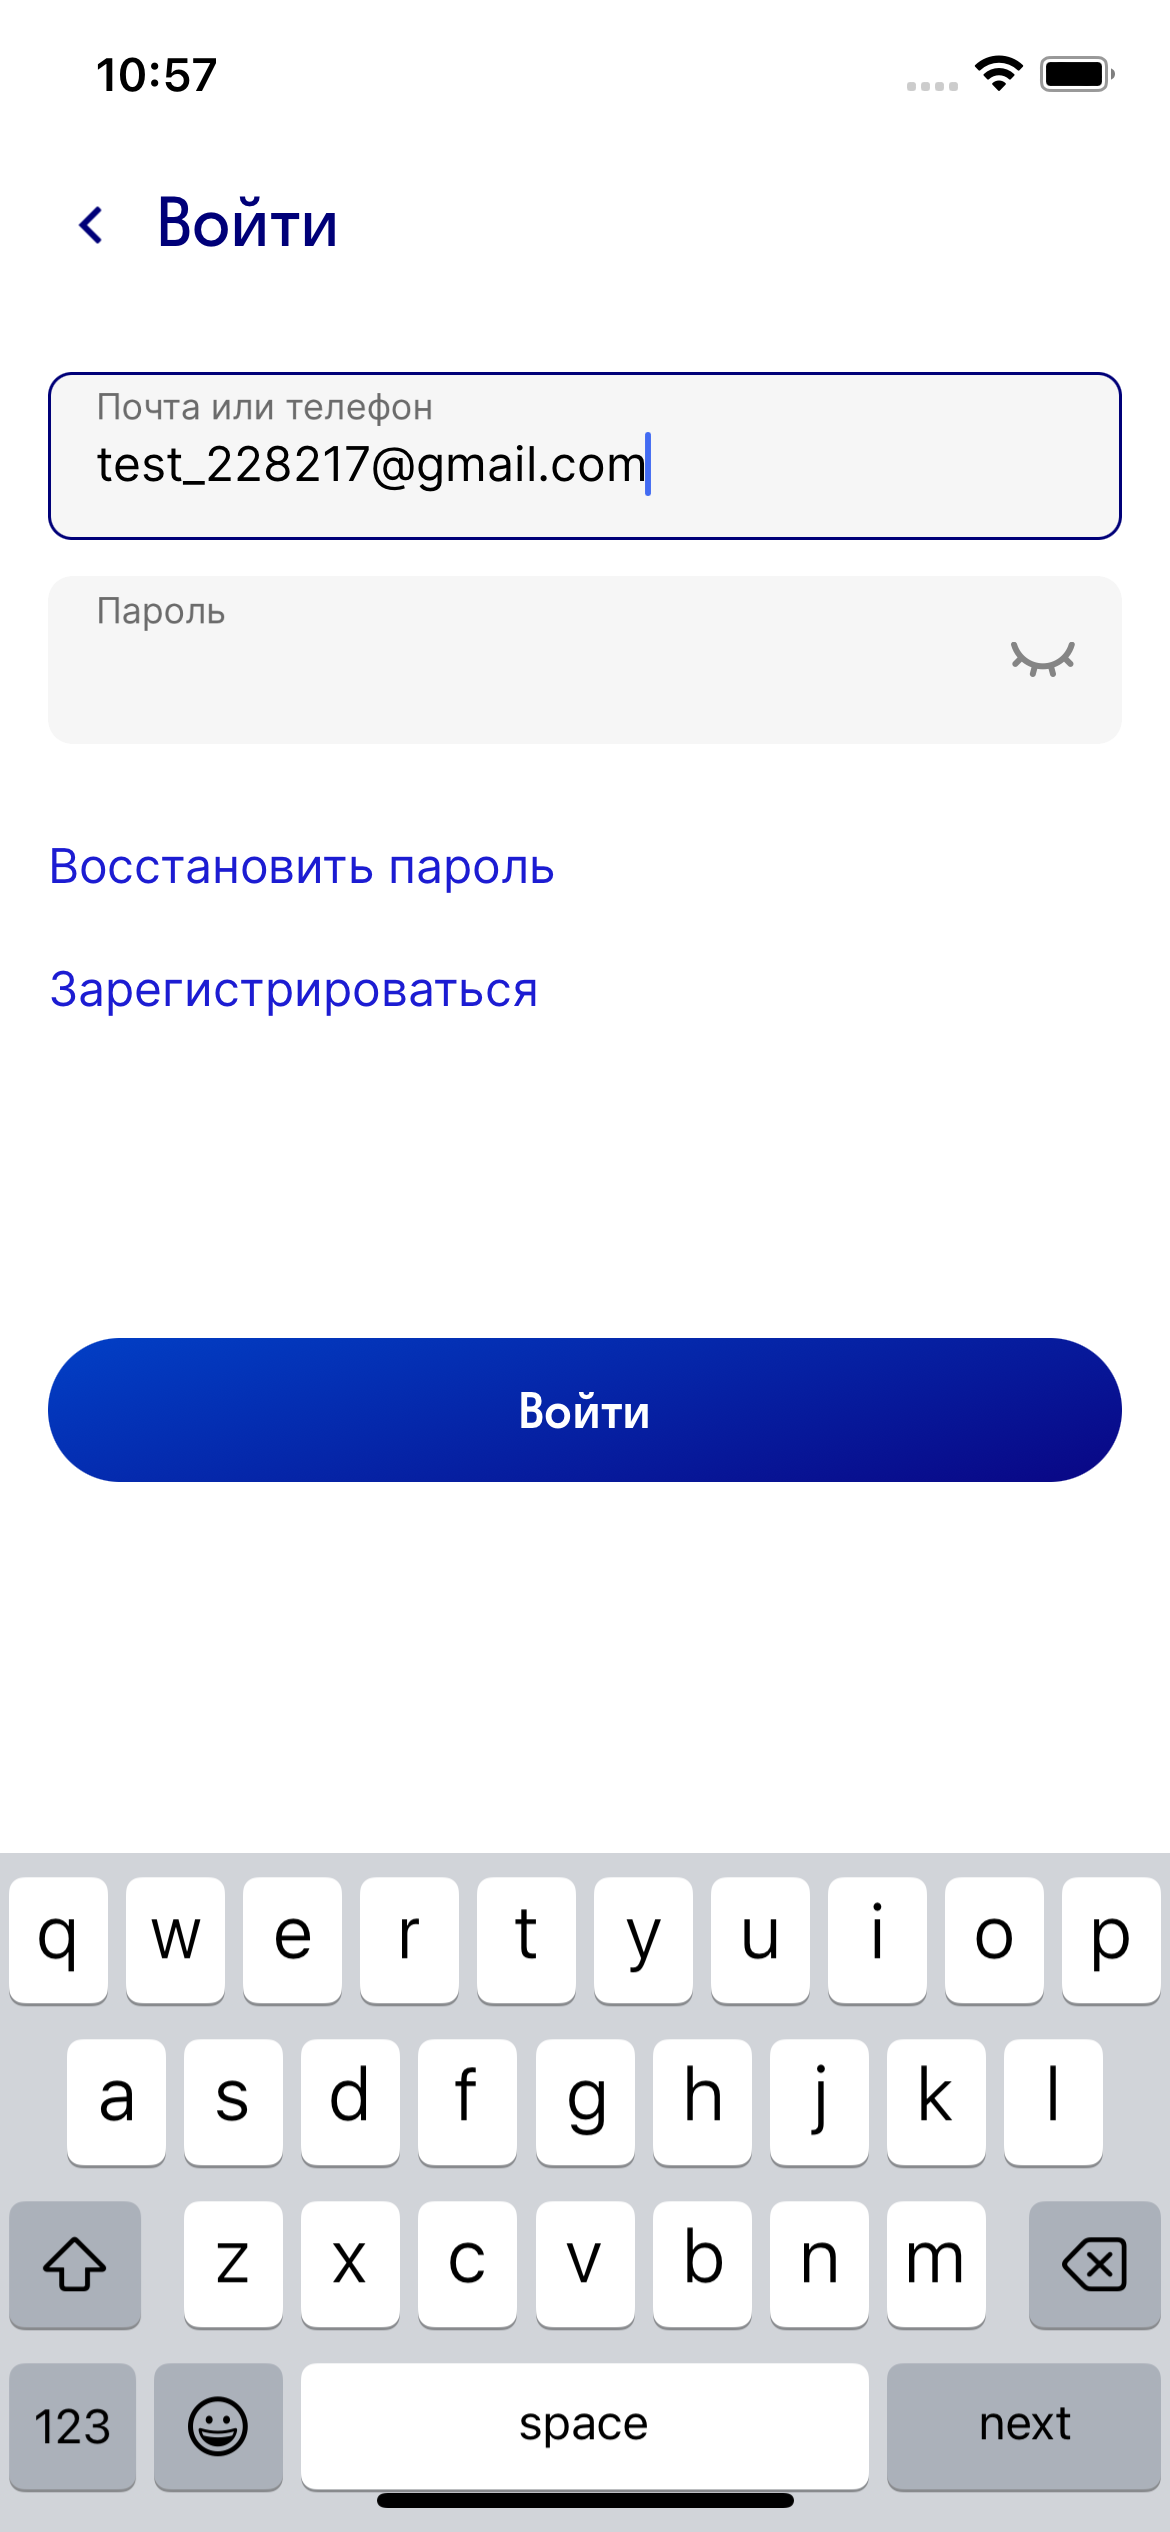 10:57
Войти
Почта или телефон
test_228217@gmail.com
Пароль
Восстановить пароль
Зарегистрироваться
Войти
q w e r t y u i o p
a s d f g h j k l
z x c v b n m
123 space next